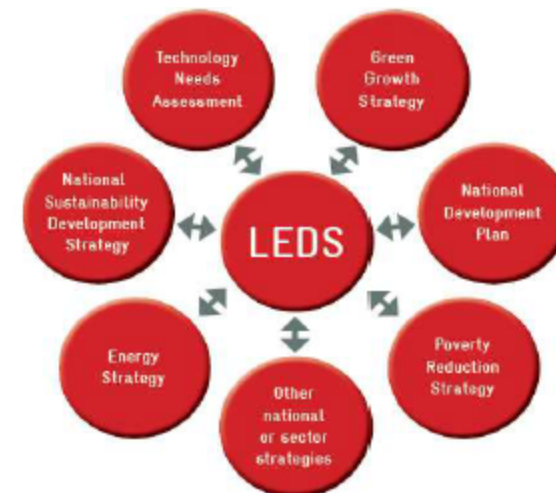 Technology
Needs
Assessment
Green
Growth
Strategy
National
Sustainability
Development
Strategy
LEDS
National
Development
Plan
Energy
Strategy
Other
national
or sector
strategies
Poverty
Reduction
Strategy